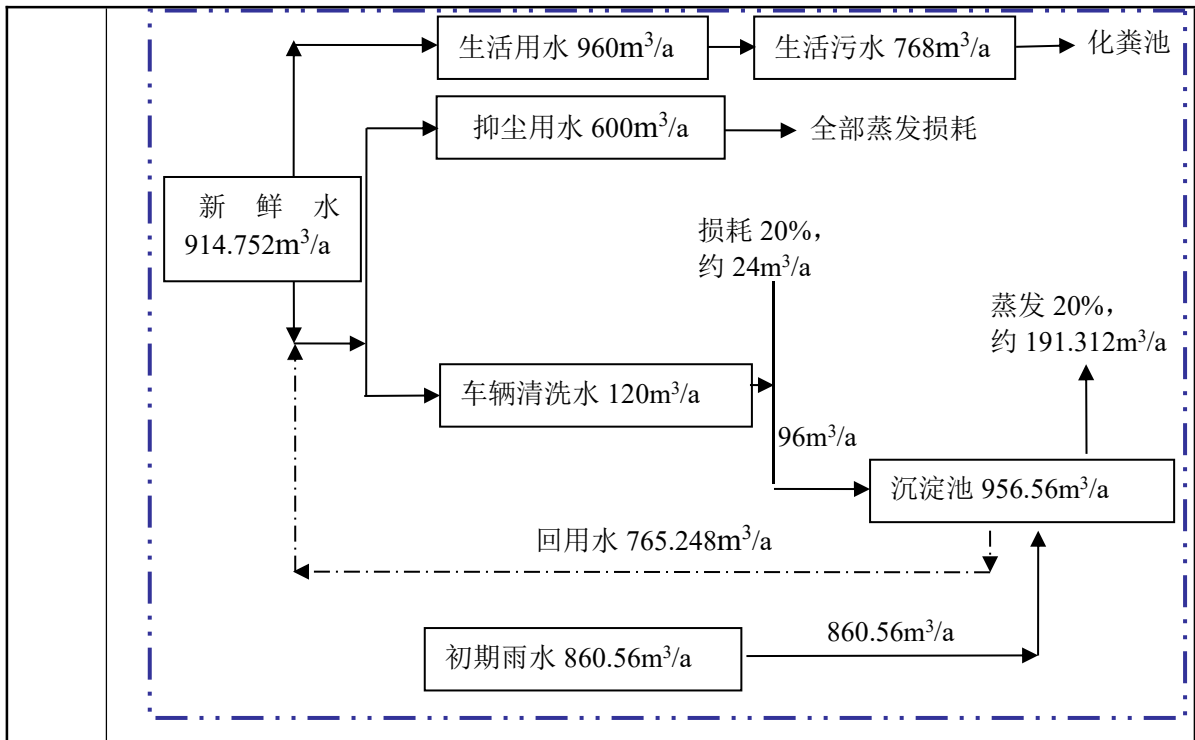 生活用水 960m³/a
生活污水 768m³/a
化粪池
抑尘用水 600m³/a
全部蒸发损耗
新 鲜 水
914.752m³/a
损耗 20%，
约 24m³/a
蒸发 20%，
约 191.312m³/a
车辆清洗水 120m³/a
96m³/a
沉淀池 956.56m³/a
回用水 765.248m³/a
860.56m³/a
初期雨水 860.56m³/a